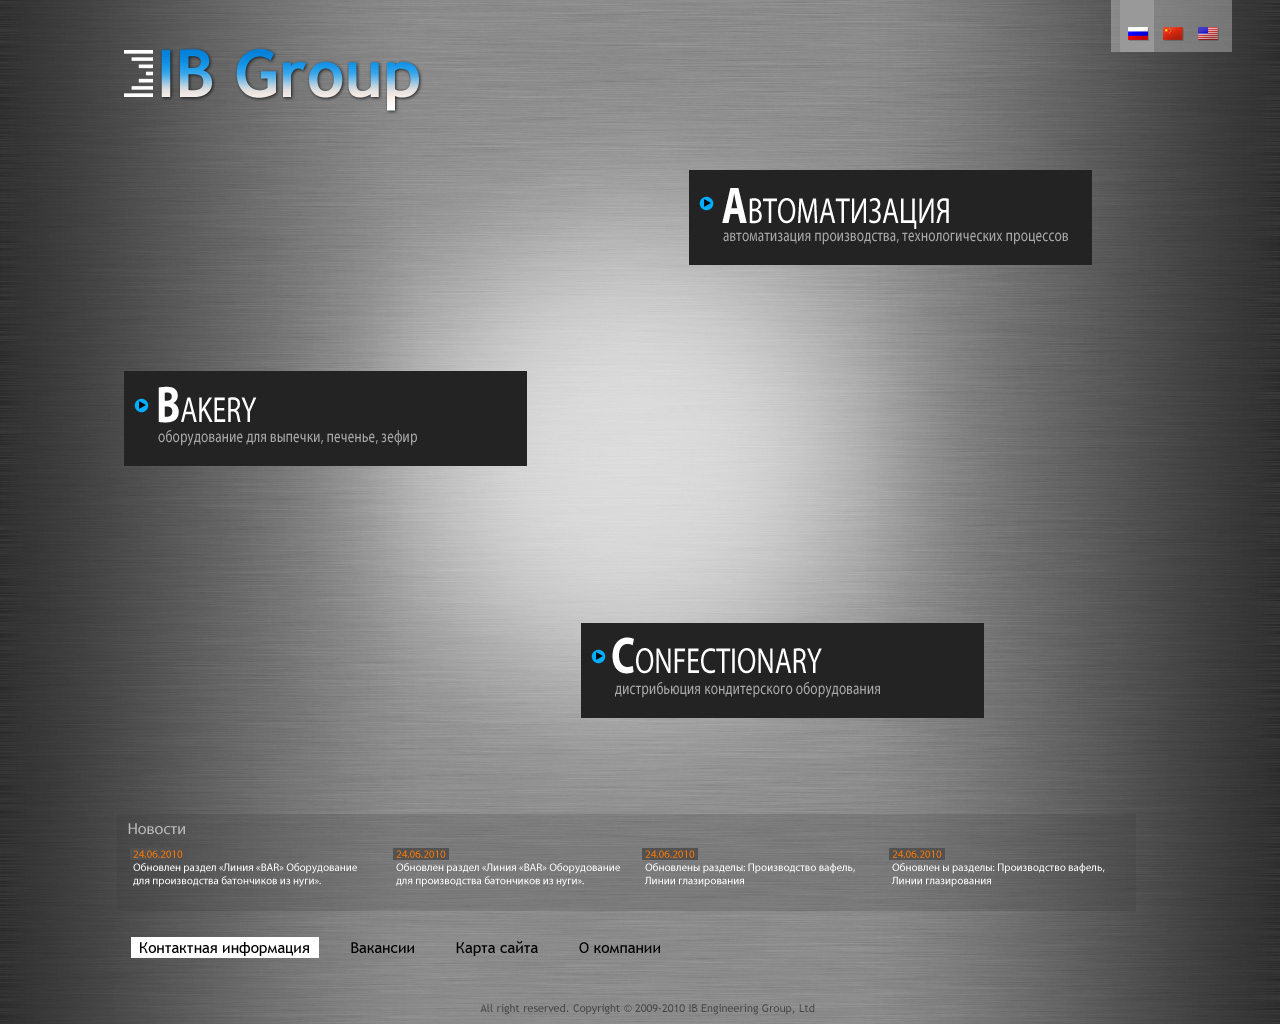 IB Group
АВТОМАТИЗАЦИЯ
автоматизация производства, технологических процессов
BAKERY
оборудование для выпечки, печенье, зефир
CONFECTIONARY
дистрибьюция кондитерского оборудования
Новости
24.06.2010
Обновлен раздел «Линия «BAR» Оборудование
для производства батончиков из нуги».
24.06.2010
Обновлен раздел «Линия «BAR» Оборудование
для производства батончиков из нуги».
24.06.2010
Обновлены разделы: Производство вафель,
Линии глазирования
24.06.2010
Обновлен ы разделы: Производство вафель,
Линии глазирования
Контактная информация
Вакансии
Карта сайта
О компании
All right reserved. Copyright © 2009-2010 IB Engineering Group, Ltd